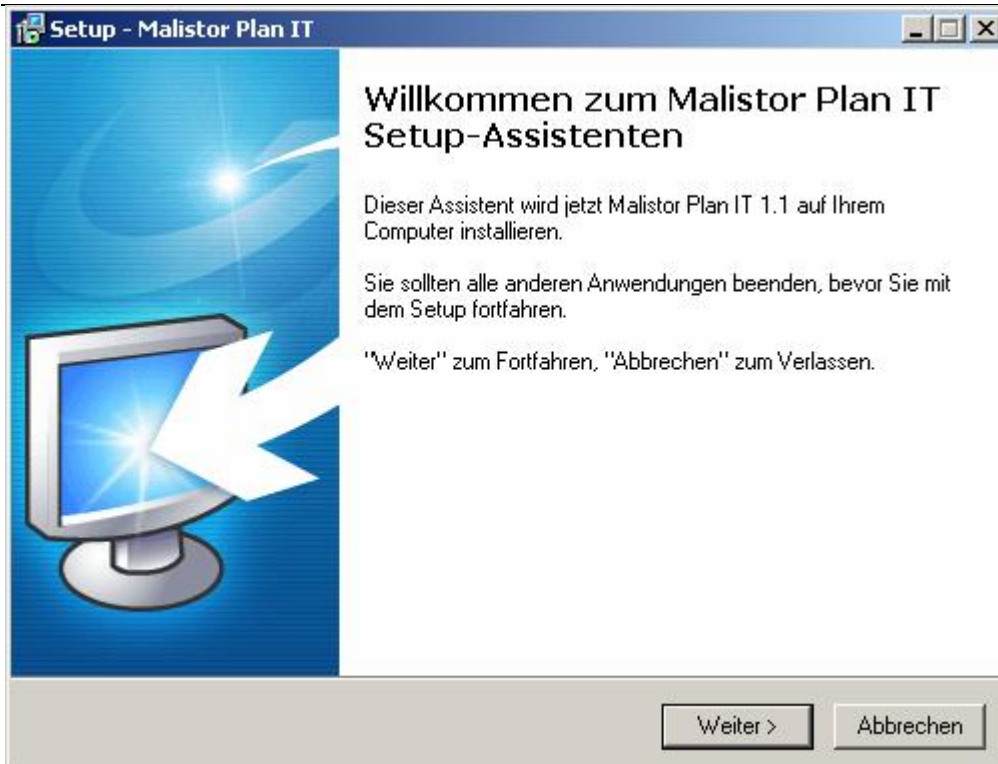 Setup - Malistor Plan IT
Willkommen zum Malistor Plan IT
Setup-Assistenten
Dieser Assistent wird jetzt Malistor Plan IT 1.1 auf Ihrem
Computer installieren.
Sie sollten alle anderen Anwendungen beenden, bevor Sie mit
dem Setup fortfahren.
"Weiter" zum Fortfahren, "Abbrechen" zum Verlassen.
Weiter >
Abbrechen